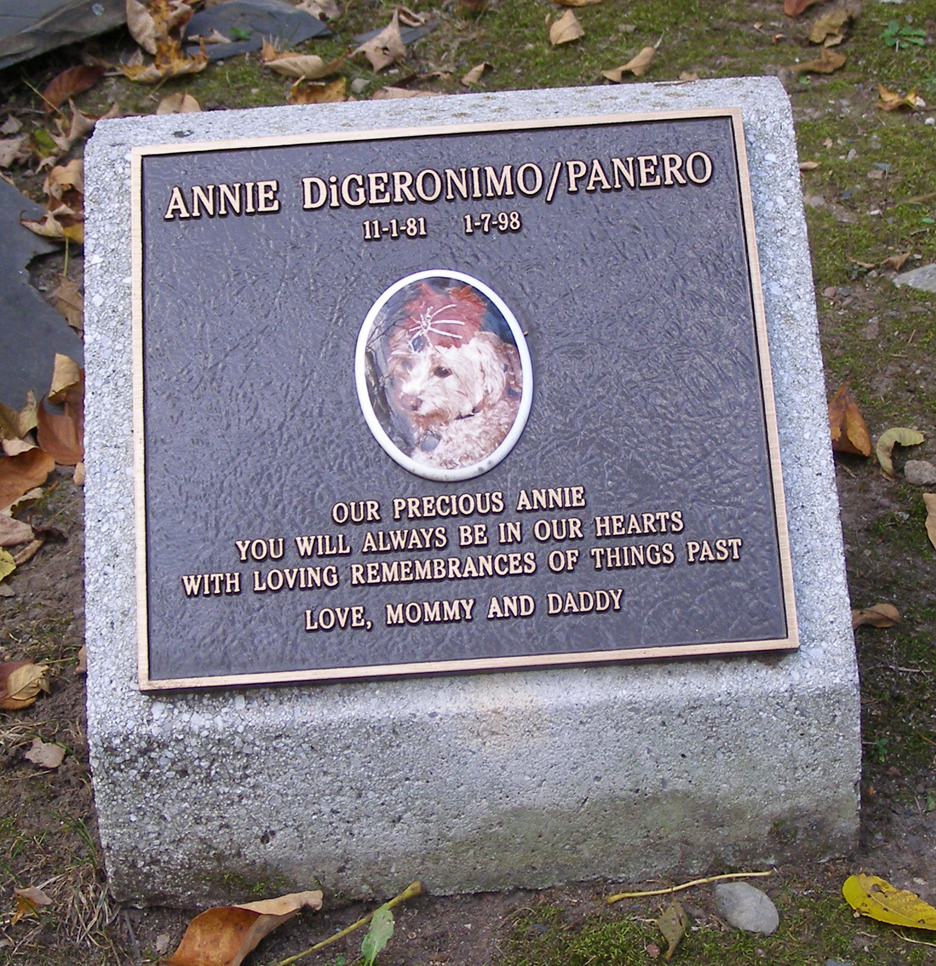 ANNIE DiGERONIMO/PANERO
11-1-81 1-7-98
OUR PRECIOUS ANNIE
YOU WILL ALWAYS BE IN OUR HEARTS
WITH LOVING REMEMBRANCES OF THINGS PAST
LOVE, MOMMY AND DADDY